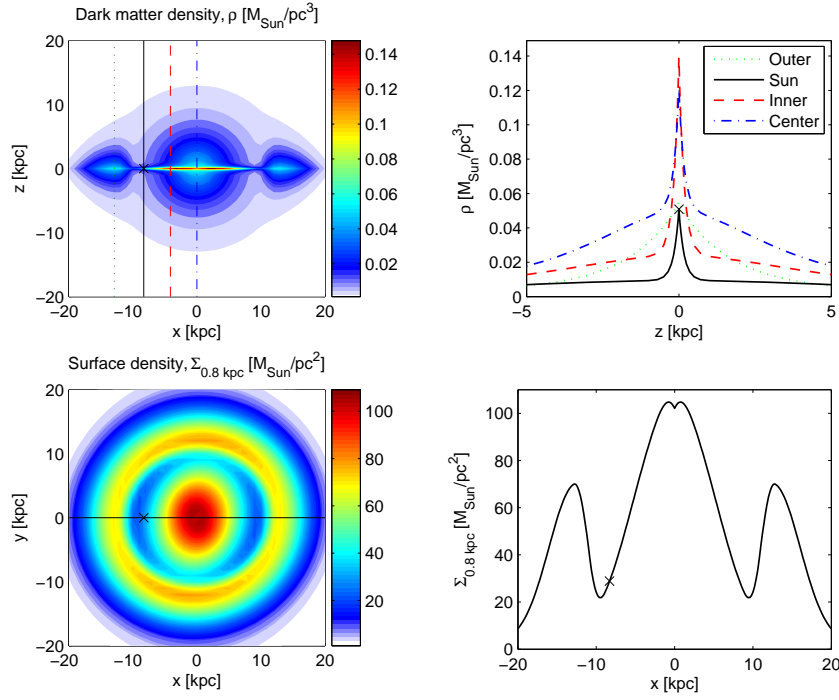 Dark matter density, ρ [M_Sun/pc^3]
20
10
0
−10
−20
z [kpc]
−20 −10 0 10 20
x [kpc]
0.14
0.12
0.1
0.08
0.06
0.04
0.02
0.149
0.12
0.1
0.08
0.06
0.04
0.02
0
ρ [M_Sun/pc^3]
−5 0 5
z [kpc]
Outer
Sun
Inner
Center
Surface density, Σ_0.8 kpc [M_Sun/pc^2]
20
10
0
−10
−20
y [kpc]
−20 −10 0 10 20
x [kpc]
100
80
60
40
20
100
80
60
40
20
0
Σ_0.8 kpc [M_Sun/pc^2]
−20 −10 0 10 20
x [kpc]